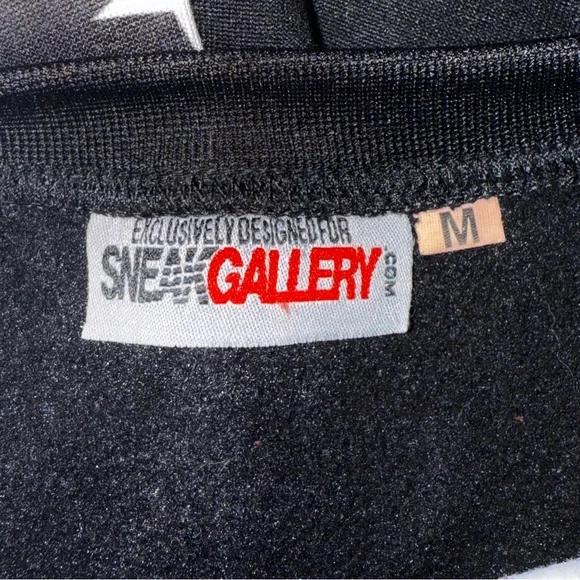 EXCLUSIVELY DESIGNED FOR
SNEAKGALLERY
.COM
M